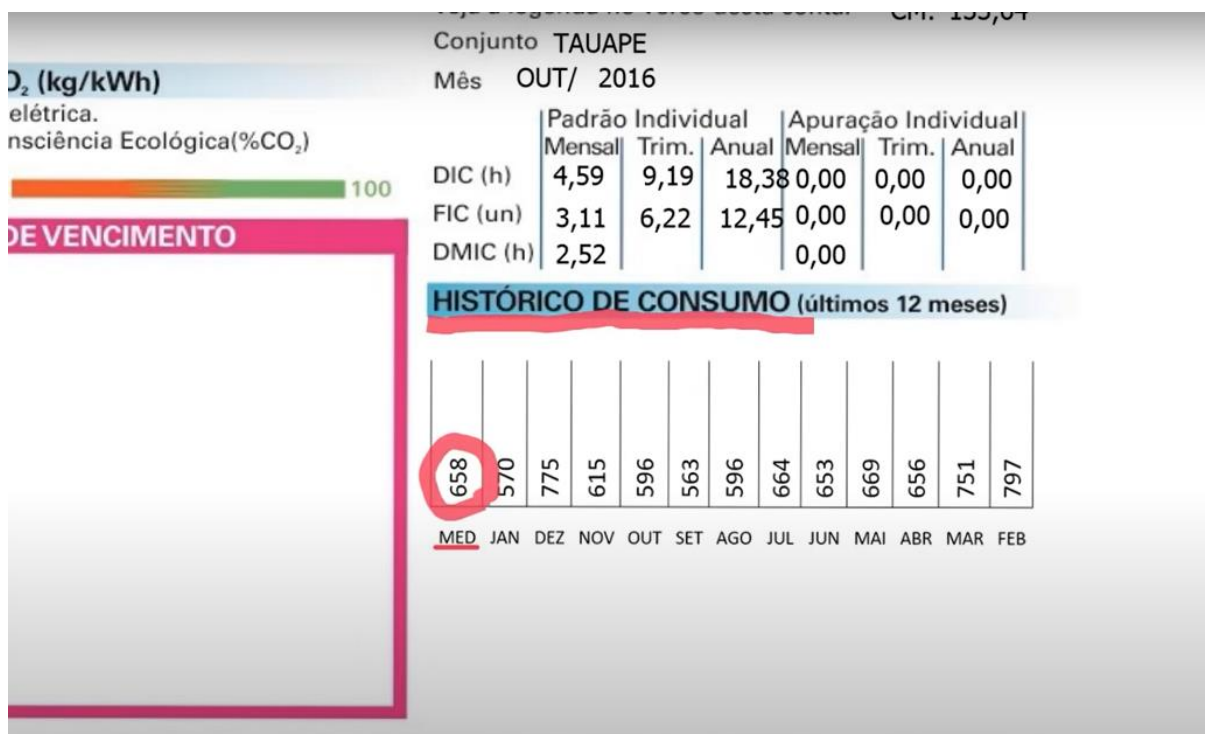 CM: 155,64
Conjunto TAUAPE
Mês OUT/ 2016
O₂ (kg/kWh)
elétrica.
nsciência Ecológica(%CO₂)
100
DE VENCIMENTO
Padrão Individual Apuração Individual
Mensal Trim. Anual Mensal Trim. Anual
DIC (h) 4,59 9,19 18,38 0,00 0,00 0,00
FIC (un) 3,11 6,22 12,45 0,00 0,00 0,00
DMIC (h) 2,52 0,00
HISTÓRICO DE CONSUMO (últimos 12 meses)
658 570 775 615 596 563 596 664 653 669 656 751 797
MED JAN DEZ NOV OUT SET AGO JUL JUN MAI ABR MAR FEB